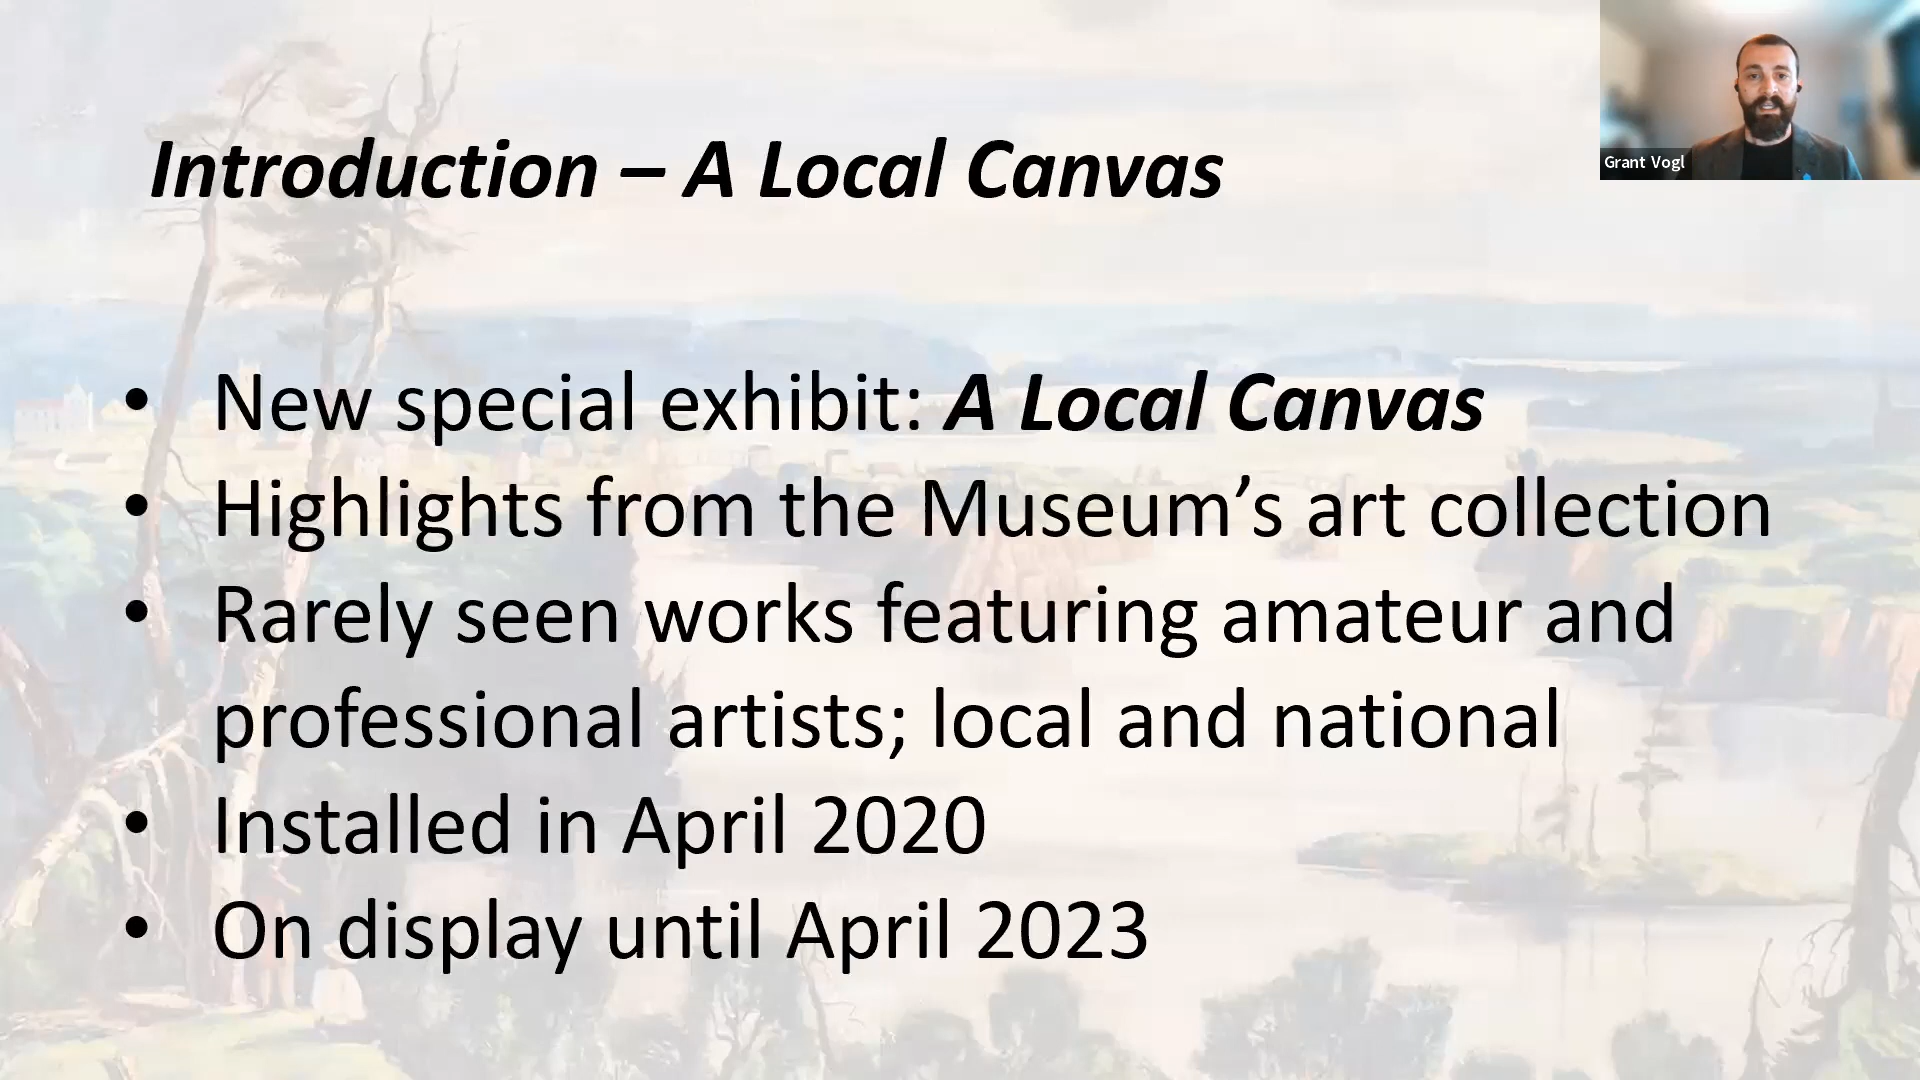 Introduction – A Local Canvas
Grant Vogl
• New special exhibit: A Local Canvas
• Highlights from the Museum’s art collection
• Rarely seen works featuring amateur and
professional artists; local and national
• Installed in April 2020
• On display until April 2023